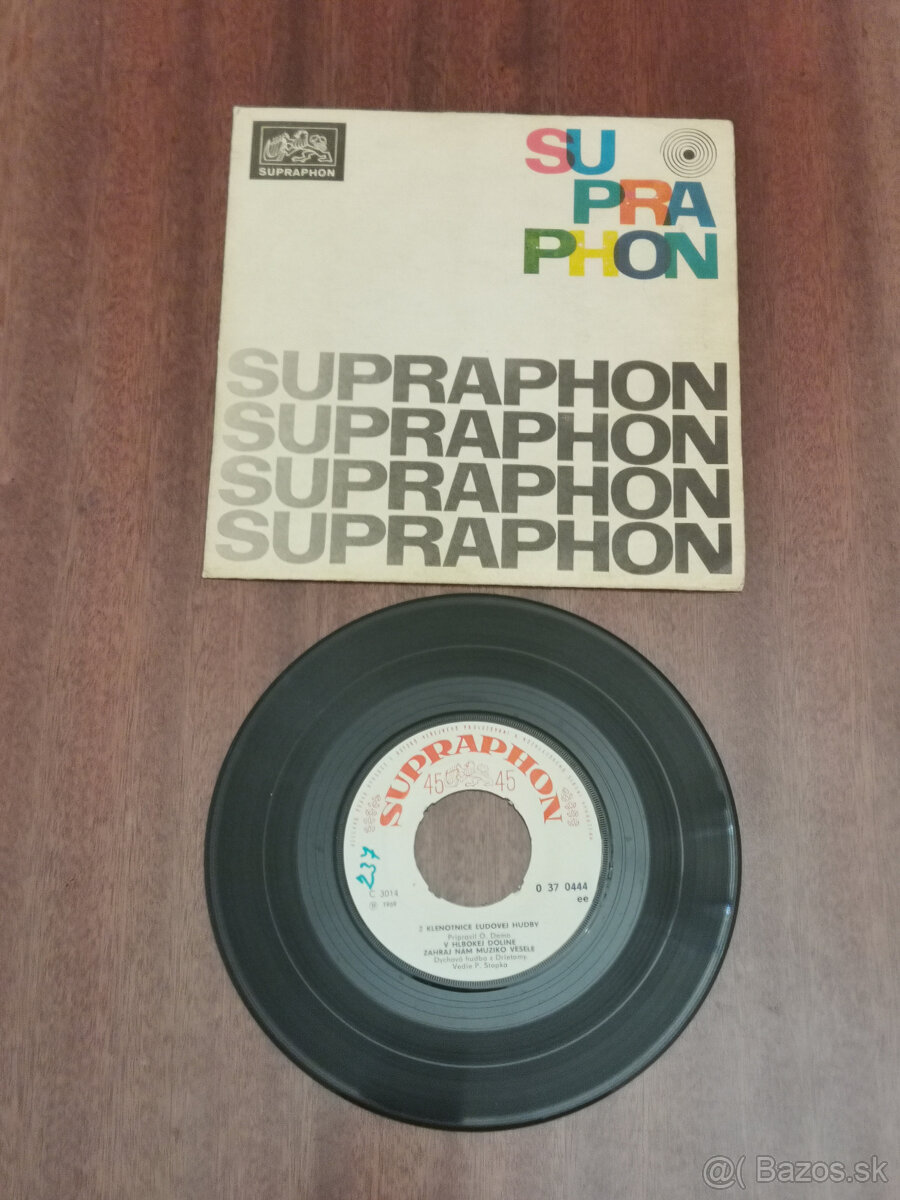 SUPRAPHON
SU
PRA
PHON
SUPRAPHON
SUPRAPHON
SUPRAPHON
SUPRAPHON
SUPRAPHON
45 45
237
C 3014
Ⓟ 1969
0 37 0444
ee
Z KLENOTNICE ĽUDOVEJ HUDBY
Pripravil O. Demo
V HLBOKEJ DOLINE
ZAHRAJ NÁM MUZIKO VESELE
Dychová hudba z Drietomy
Vedie P. Stopka
@( Bazos.sk